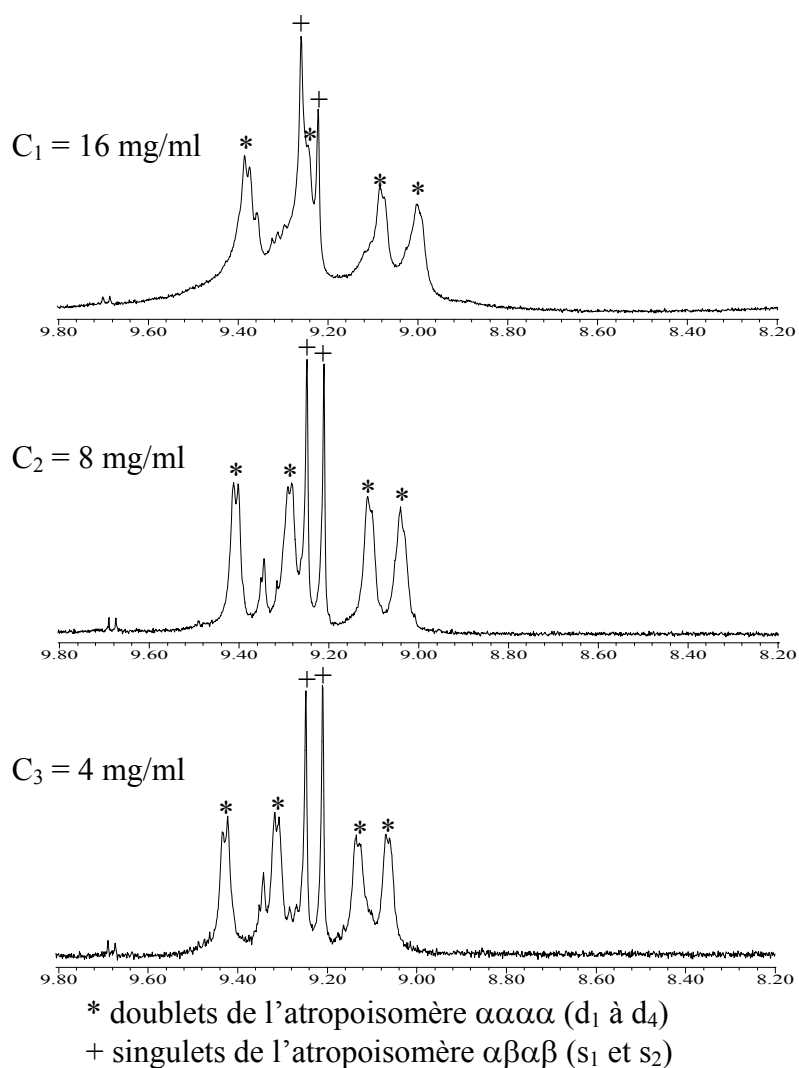 +
+
*
*
*
*
C₁ = 16 mg/ml
9.80 9.60 9.40 9.20 9.00 8.80 8.60 8.40 8.20
+ +
*
*
*
*
C₂ = 8 mg/ml
9.80 9.60 9.40 9.20 9.00 8.80 8.60 8.40 8.20
+ +
*
*
*
*
C₃ = 4 mg/ml
9.80 9.60 9.40 9.20 9.00 8.80 8.60 8.40 8.20
* doublets de l’atropoisomère αααα (d₁ à d₄)
+ singulets de l’atropoisomère αβαβ (s₁ et s₂)